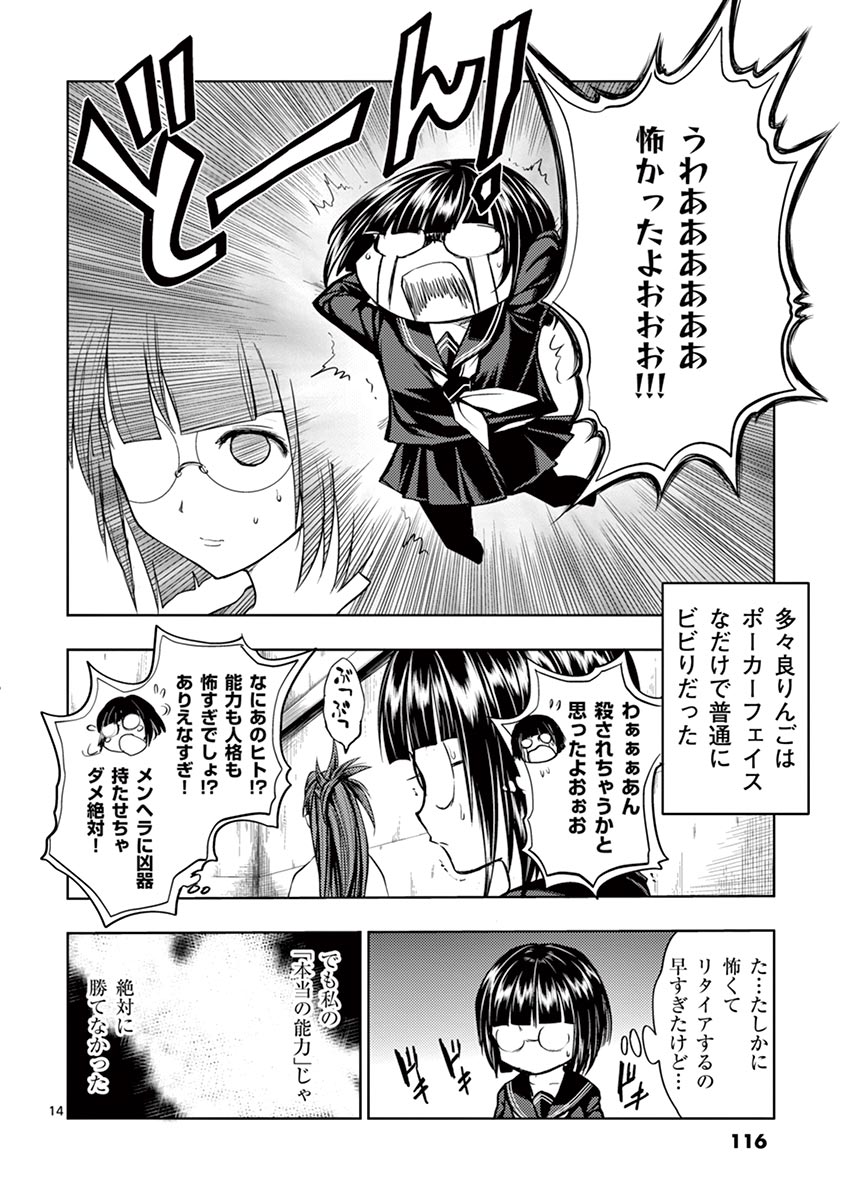 うわあああああああ
怖かったよおおお!!!
どーん!
多々良りんごは
ポーカーフェイス
なだけで普通に
ビビりだった
わぁぁぁあん
殺されちゃうかと
思ったよおぉお
ぶつぶつ
なにあのヒト!?
能力も人格も
怖すぎでしょ!?
ありえなすぎ!
メンヘラに凶器
持たせちゃ
ダメ絶対!
た…たしかに
怖くて
リタイアするの
早すぎたけど…
ドキ
ドキ
でも私の
「本当の能力」じゃ
絶対に
勝てなかった
14
116